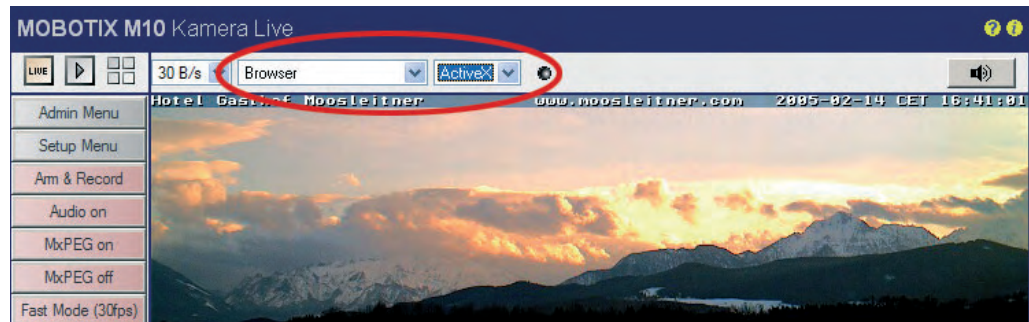 MOBOTIX M10 Kamera Live
? i
LIVE 30 B/s Browser ActiveX
Hotel Gasthof Moosleitner www.moosleitner.com 2005-02-14 CET 16:41:01
Admin Menu
Setup Menu
Arm & Record
Audio on
MxPEG on
MxPEG off
Fast Mode (30fps)